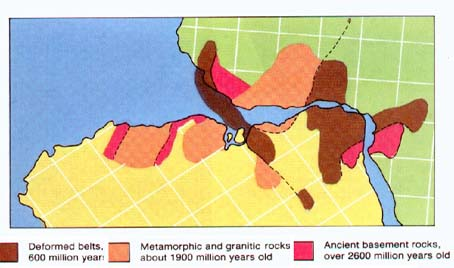 Deformed belts,
600 million years
Metamorphic and granitic rocks
about 1900 million years old
Ancient basement rocks,
over 2600 million years old